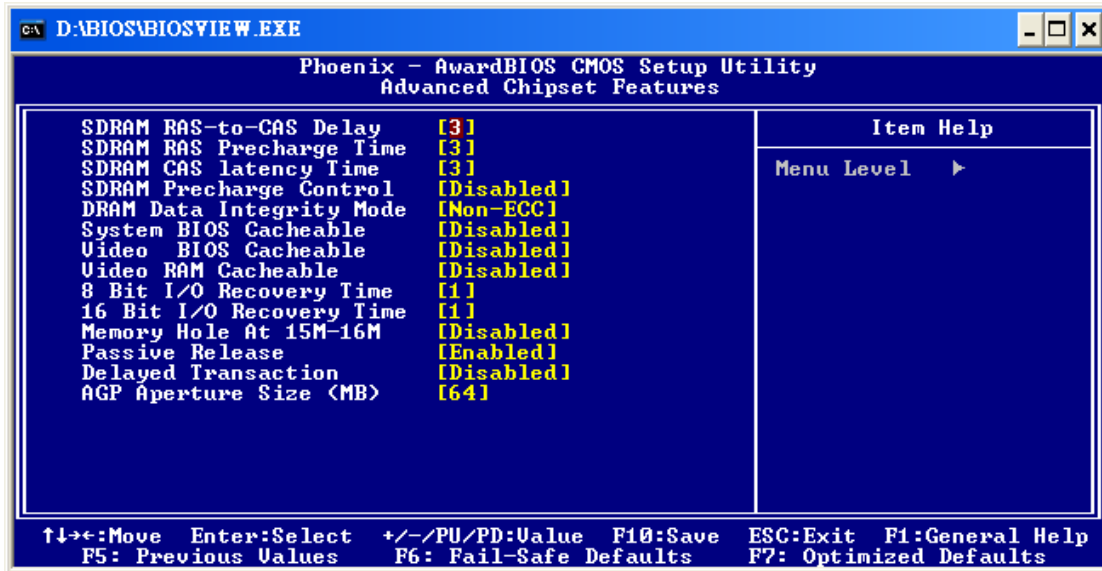 D:\BIOS\BIOSVIEW.EXE
Phoenix - AwardBIOS CMOS Setup Utility
Advanced Chipset Features
SDRAM RAS-to-CAS Delay [3]
SDRAM RAS Precharge Time [3]
SDRAM CAS latency Time [3]
SDRAM Precharge Control [Disabled]
DRAM Data Integrity Mode [Non-ECC]
System BIOS Cacheable [Disabled]
Video BIOS Cacheable [Disabled]
Video RAM Cacheable [Disabled]
8 Bit I/O Recovery Time [1]
16 Bit I/O Recovery Time [1]
Memory Hole At 15M-16M [Disabled]
Passive Release [Enabled]
Delayed Transaction [Disabled]
AGP Aperture Size (MB) [64]
Item Help
Menu Level ▶
↑↓→←:Move Enter:Select +/-/PU/PD:Value F10:Save ESC:Exit F1:General Help
F5: Previous Values F6: Fail-Safe Defaults F7: Optimized Defaults